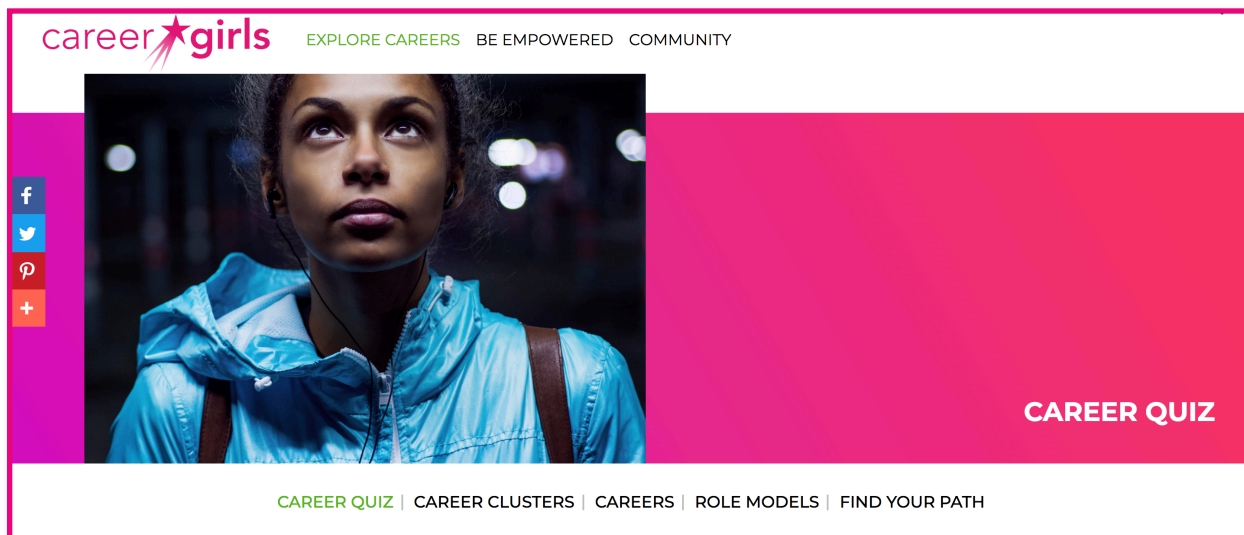 career girls EXPLORE CAREERS BE EMPOWERED COMMUNITY
CAREER QUIZ
CAREER QUIZ | CAREER CLUSTERS | CAREERS | ROLE MODELS | FIND YOUR PATH